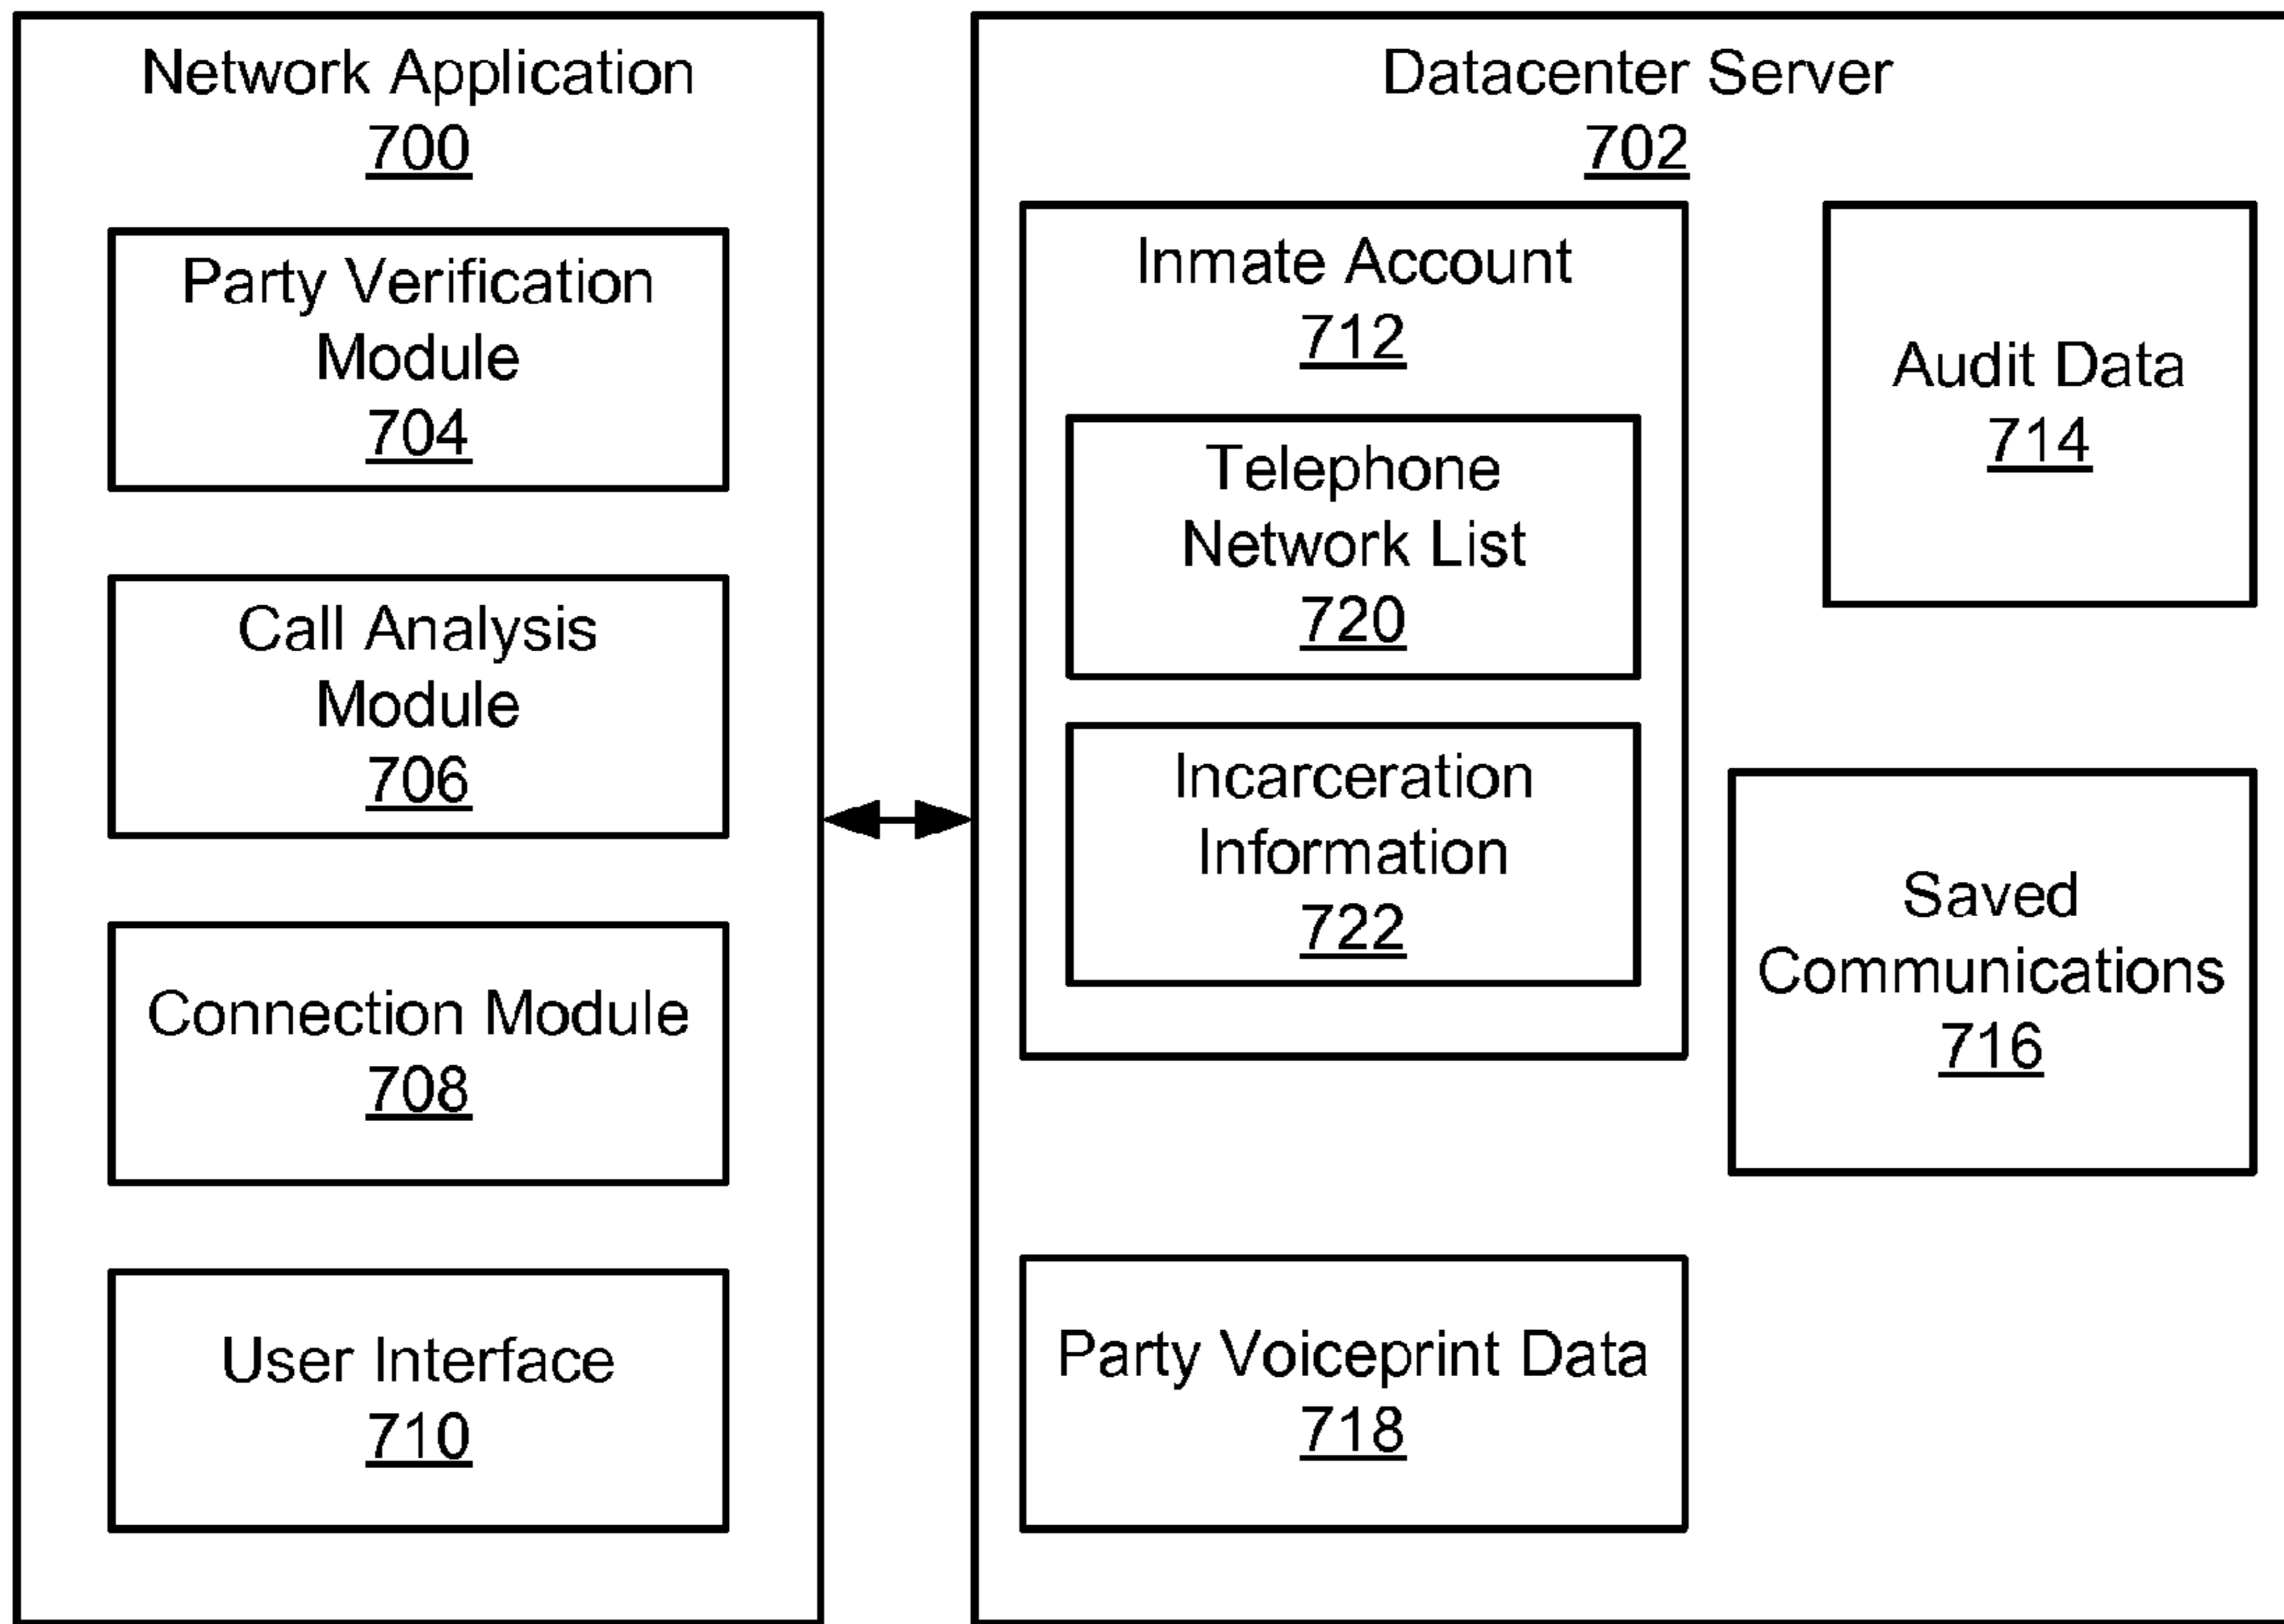 Network Application
700
Party Verification
Module
704
Call Analysis
Module
706
Connection Module
708
User Interface
710
Datacenter Server
702
Inmate Account
712
Telephone
Network List
720
Incarceration
Information
722
Audit Data
714
Saved
Communications
716
Party Voiceprint Data
718